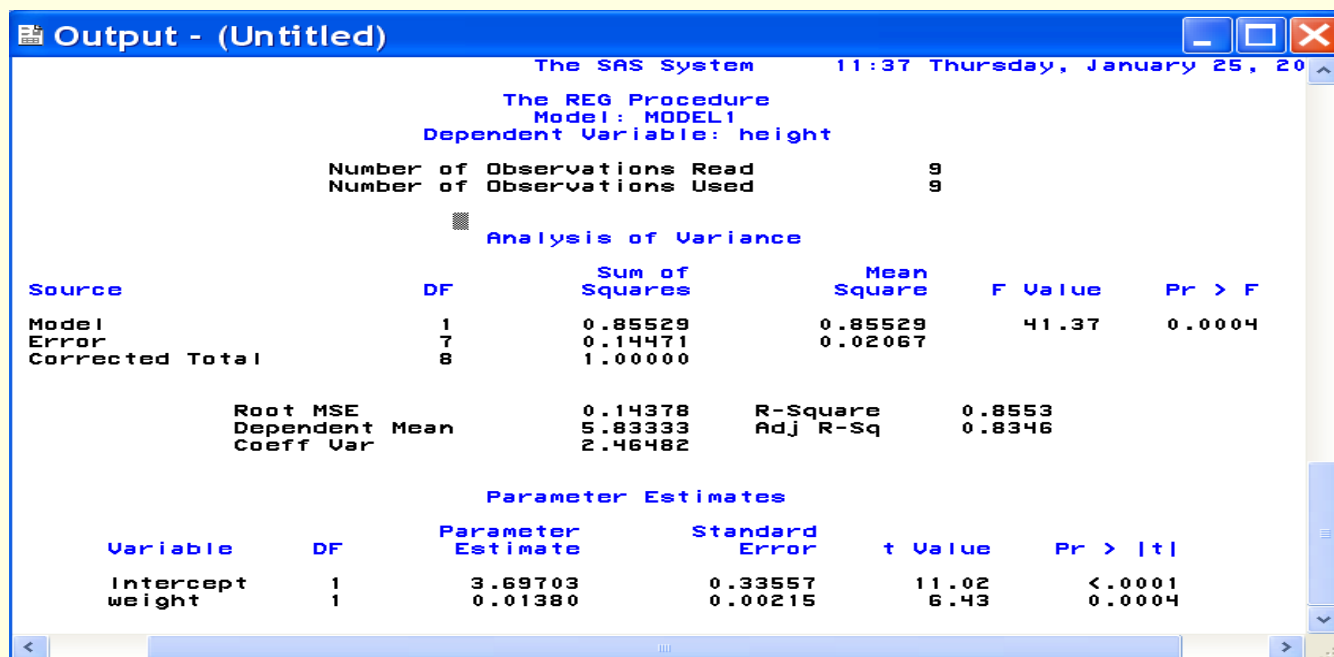 Output - (Untitled)
The SAS System 11:37 Thursday, January 25, 20
The REG Procedure
Model: MODEL1
Dependent Variable: height
Number of Observations Read 9
Number of Observations Used 9
Analysis of Variance
Sum of Mean
Source DF Squares Square F Value Pr > F
Model 1 0.85529 0.85529 41.37 0.0004
Error 7 0.14471 0.02067
Corrected Total 8 1.00000
Root MSE 0.14378 R-Square 0.8553
Dependent Mean 5.83333 Adj R-Sq 0.8346
Coeff Var 2.46482
Parameter Estimates
Parameter Standard
Variable DF Estimate Error t Value Pr > |t|
Intercept 1 3.69703 0.33557 11.02 <.0001
weight 1 0.01380 0.00215 6.43 0.0004